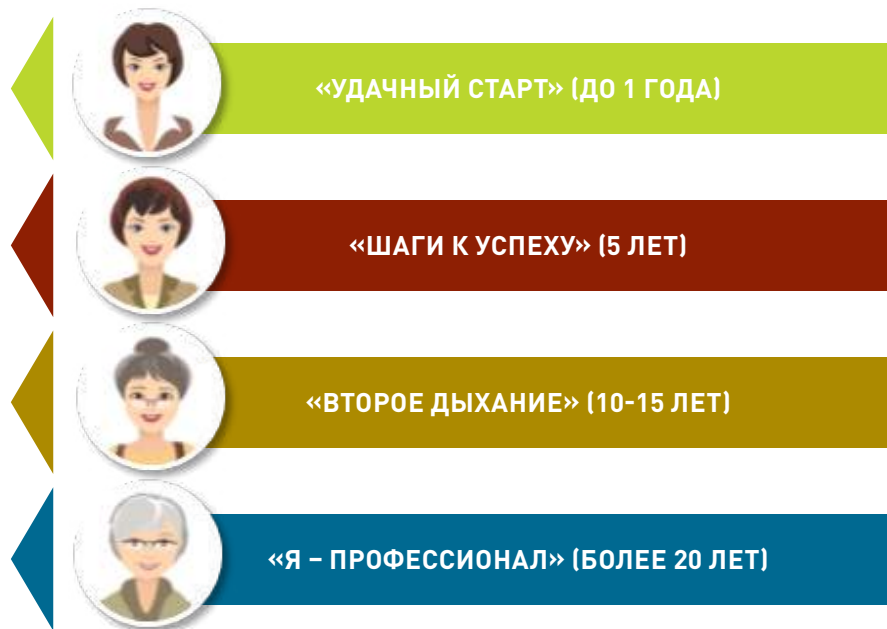 «УДАЧНЫЙ СТАРТ» (ДО 1 ГОДА)
«ШАГИ К УСПЕХУ» (5 ЛЕТ)
«ВТОРОЕ ДЫХАНИЕ» (10-15 ЛЕТ)
«Я – ПРОФЕССИОНАЛ» (БОЛЕЕ 20 ЛЕТ)